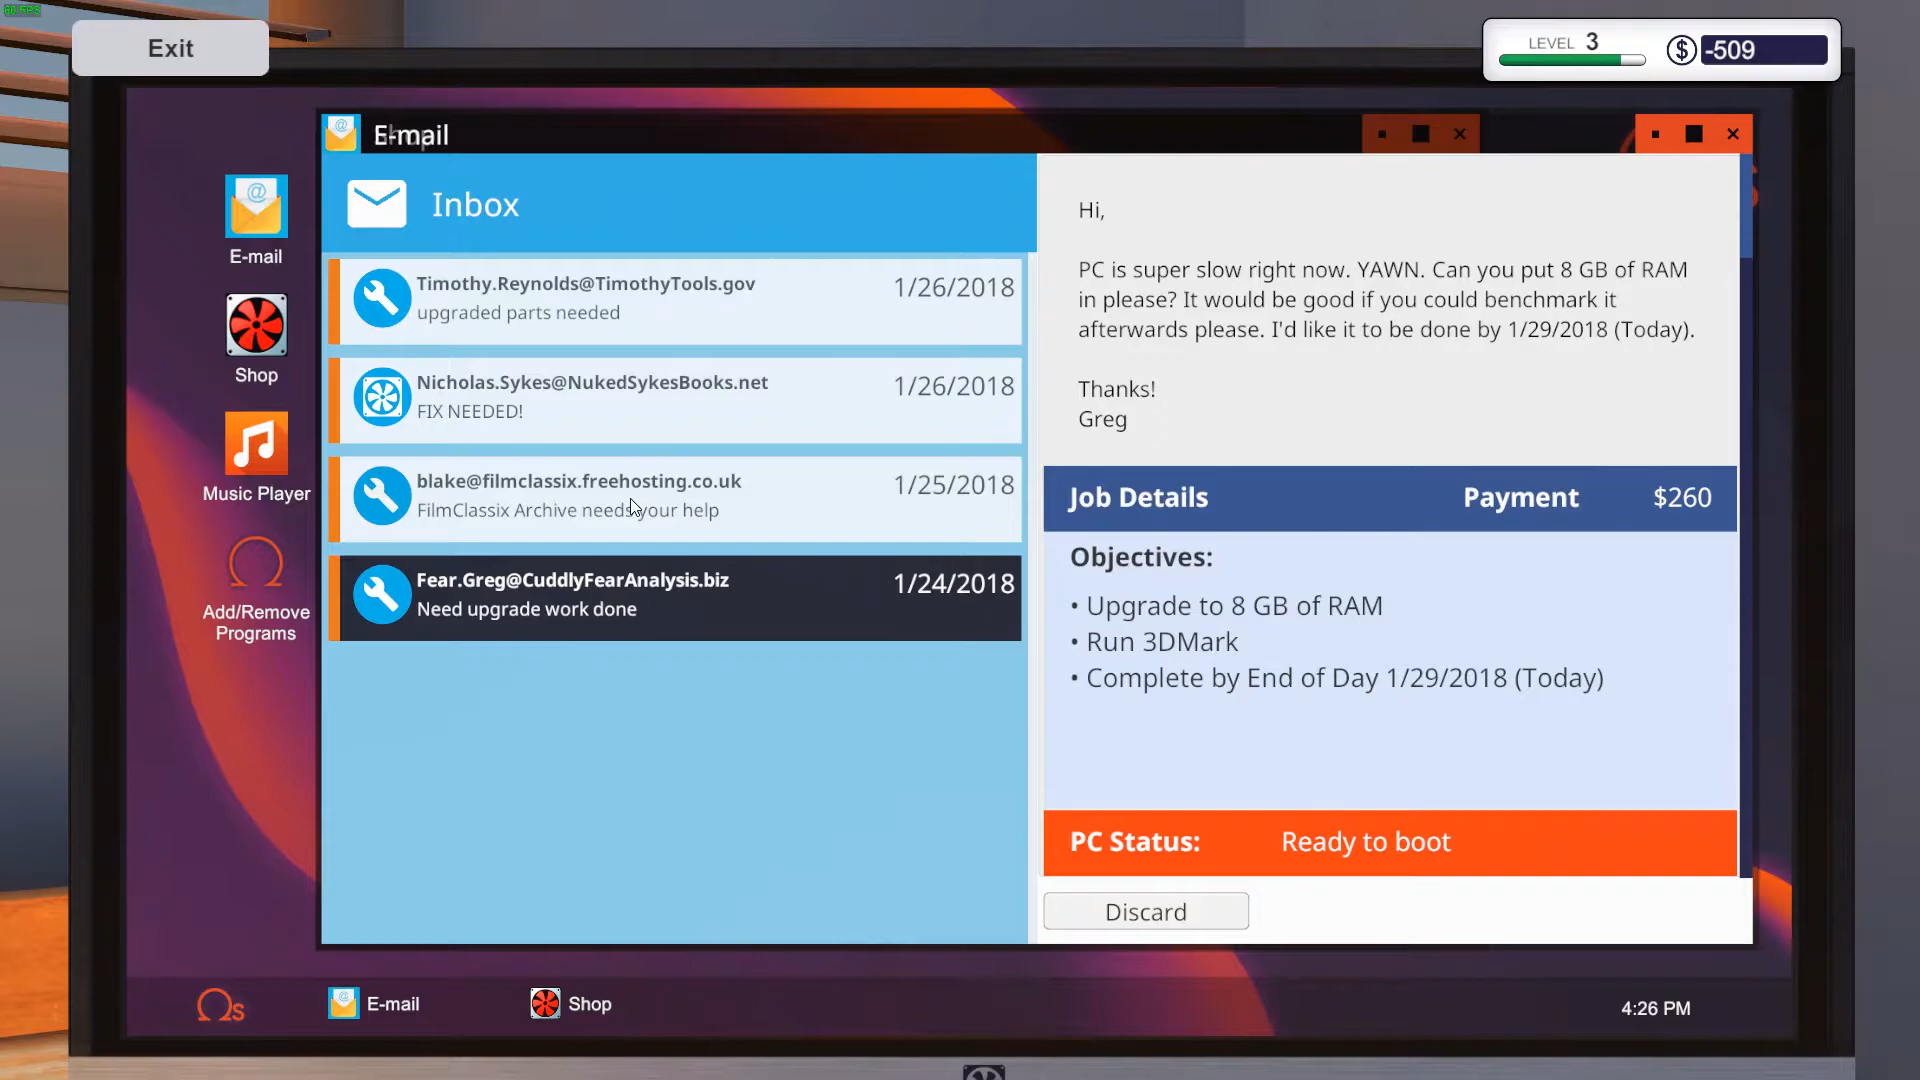 60 FPS
Exit
LEVEL 3
$ -509
E-mail
Inbox
E-mail
Shop
Music Player
Add/Remove
Programs
Timothy.Reynolds@TimothyTools.gov
1/26/2018
upgraded parts needed
Nicholas.Sykes@NukedSykesBooks.net
1/26/2018
FIX NEEDED!
blake@filmclassix.freehosting.co.uk
1/25/2018
FilmClassix Archive needs your help
Fear.Greg@CuddlyFearAnalysis.biz
1/24/2018
Need upgrade work done
Hi,
PC is super slow right now. YAWN. Can you put 8 GB of RAM
in please? It would be good if you could benchmark it
afterwards please. I'd like it to be done by 1/29/2018 (Today).
Thanks!
Greg
Job Details Payment $260
Objectives:
• Upgrade to 8 GB of RAM
• Run 3DMark
• Complete by End of Day 1/29/2018 (Today)
PC Status: Ready to boot
Discard
Ωs
E-mail
Shop
4:26 PM